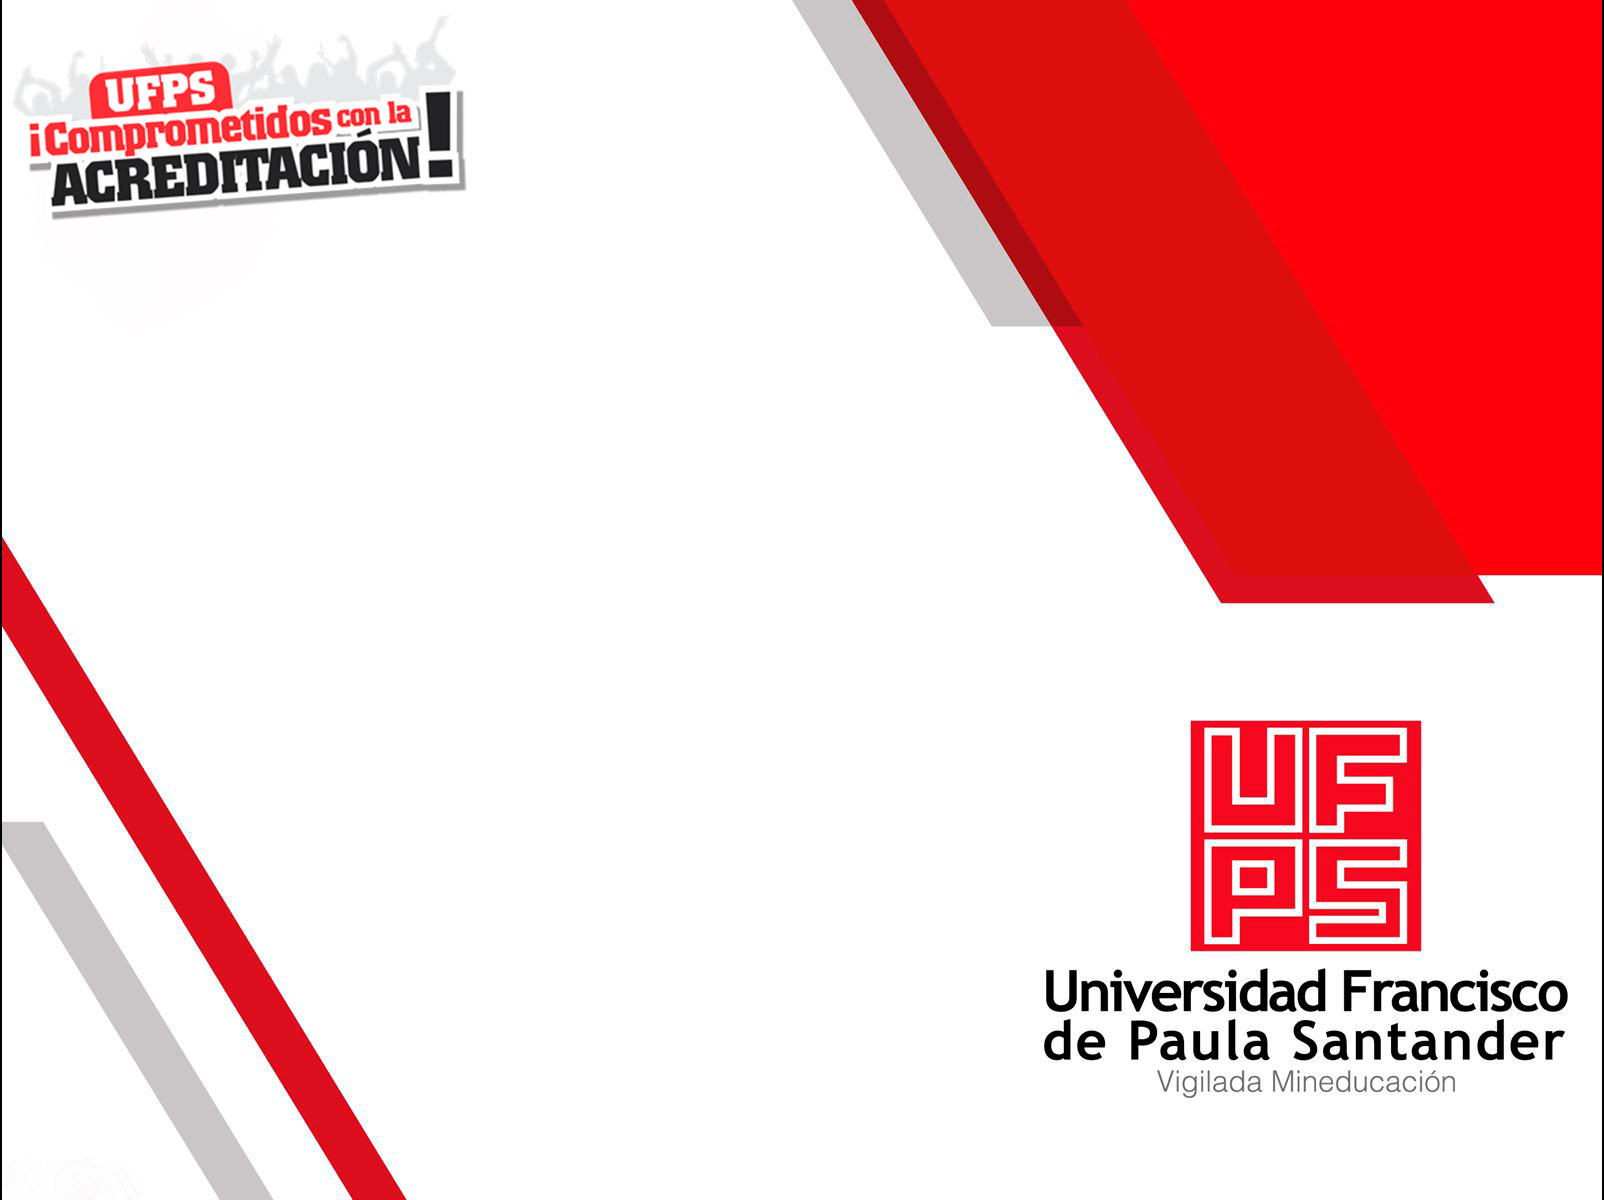 UFPS
¡Comprometidos con la
ACREDITACIÓN!
UF
PS
Universidad Francisco
de Paula Santander
Vigilada Mineducación